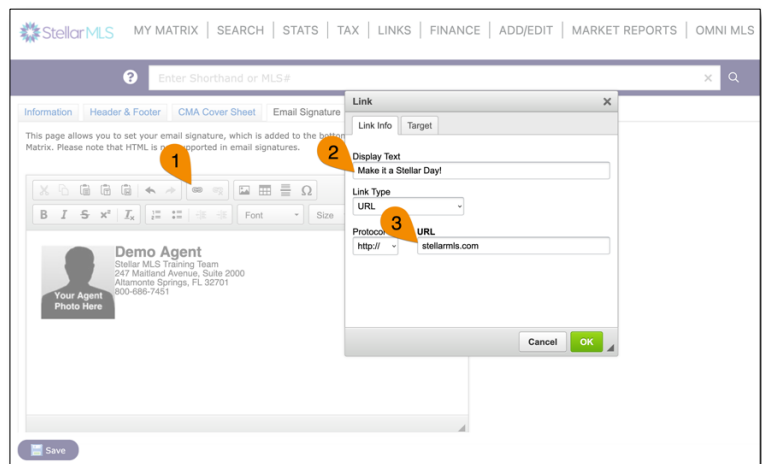 StellarMLS MY MATRIX SEARCH STATS TAX LINKS FINANCE ADD/EDIT MARKET REPORTS OMNI MLS
? Enter Shorthand or MLS#
Information Header & Footer CMA Cover Sheet Email Signature
This page allows you to set your email signature, which is added to the bottom
Matrix. Please note that HTML is supported in email signatures.
1
B I S x² Ix Font Size
Demo Agent
Stellar MLS Training Team
247 Maitland Avenue, Suite 2000
Altamonte Springs, FL 32701
800-686-7451
Your Agent
Photo Here
Save
Link
Link Info Target
2
Display Text
Make it a Stellar Day!
Link Type
URL
3
Protocol URL
http:// stellarmls.com
Cancel OK